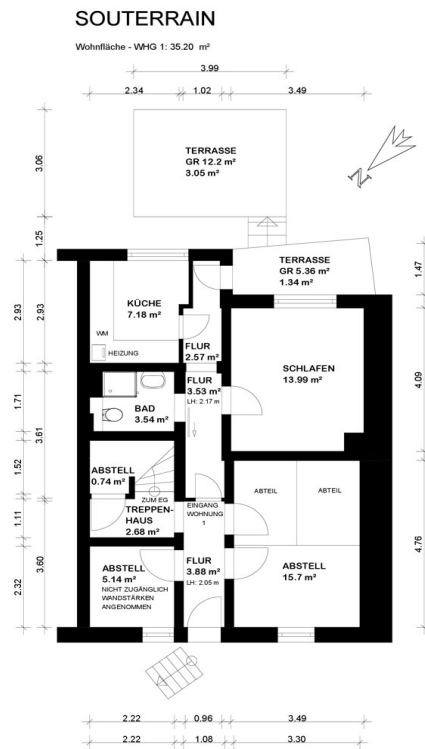 SOUTERRAIN
Wohnfläche - WHG 1: 35.20 m²
3.99
2.34
1.02
3.49
TERRASSE
GR 12.2 m²
3.05 m²
3.06
N
1.25
TERRASSE
GR 5.36 m²
1.34 m²
1.47
2.93
2.93
KÜCHE
7.18 m²
WM
HEIZUNG
FLUR
2.57 m²
SCHLAFEN
13.99 m²
4.09
FLUR
3.53 m²
LH: 2.17 m
BAD
3.54 m²
1.71
3.61
ABSTELL
0.74 m²
1.52
ZUM EG
TREPPEN-
HAUS
2.68 m²
EINGANG
WOHNUNG
1
ABTEIL
ABTEIL
1.11
4.76
ABSTELL
5.14 m²
NICHT ZUGÄNGLICH
WANDSTÄRKEN
ANGENOMMEN
FLUR
3.88 m²
LH: 2.05 m
ABSTELL
15.7 m²
2.32
3.60
2.22
0.96
3.49
2.22
1.08
3.30